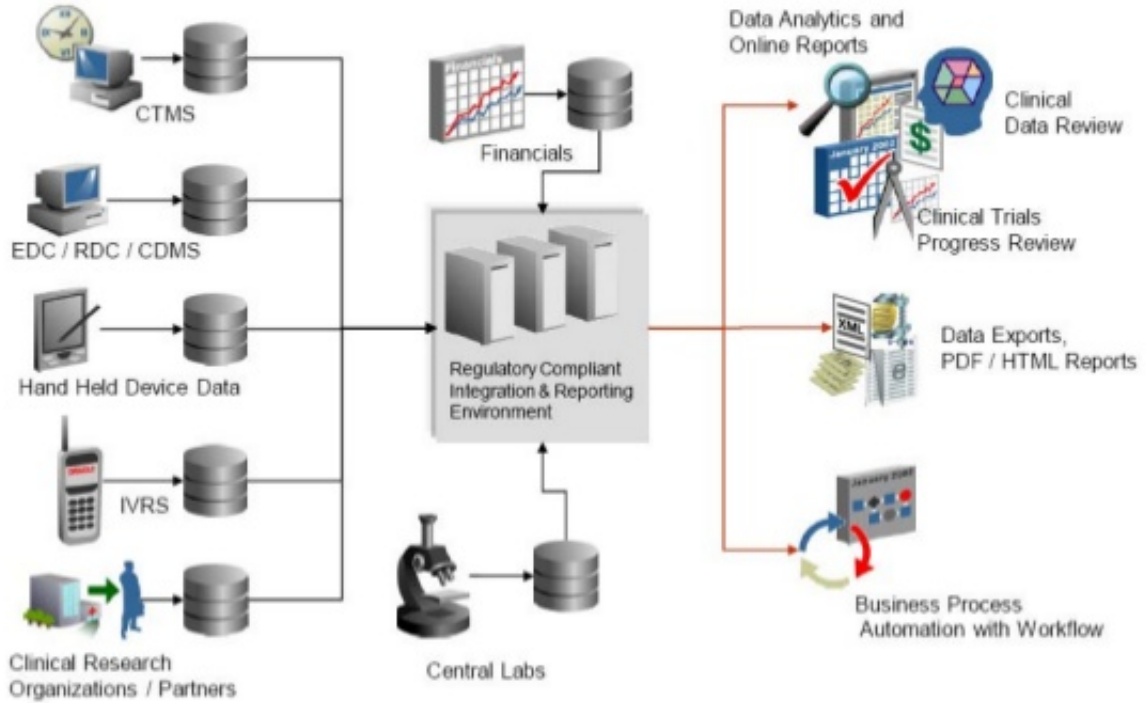 Data Analytics and
Online Reports
Clinical
Data Review
Clinical Trials
Progress Review
CTMS
Financials
Financials
EDC / RDC / CDMS
Hand Held Device Data
Regulatory Compliant
Integration & Reporting
Environment
XML
Data Exports,
PDF / HTML Reports
IVRS
Business Process
Automation with Workflow
Clinical Research
Organizations / Partners
Central Labs
$